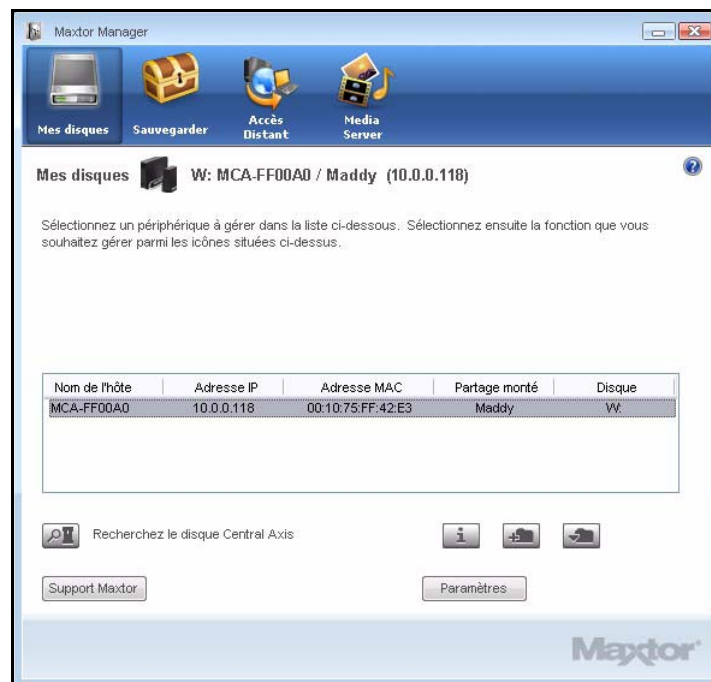 Maxtor Manager
Mes disques
Sauvegarder
Accès
Distant
Media
Server
Mes disques W: MCA-FF00A0 / Maddy (10.0.0.118)
Sélectionnez un périphérique à gérer dans la liste ci-dessous. Sélectionnez ensuite la fonction que vous
souhaitez gérer parmi les icônes situées ci-dessus.
Nom de l'hôte Adresse IP Adresse MAC Partage monté Disque
MCA-FF00A0 10.0.0.118 00:10:75:FF:42:E3 Maddy W:
Recherchez le disque Central Axis
Support Maxtor
Paramètres
Maxtor